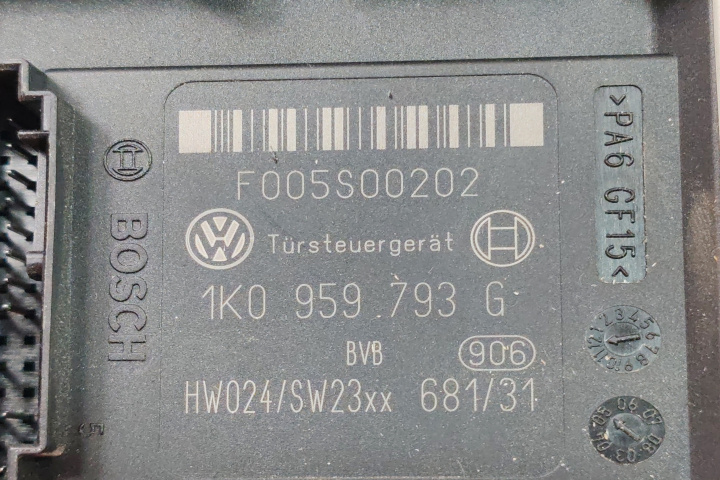 F005S00202
Türsteuergerät
1K0 959 793 G
BVB 906
HW024/SW23xx 681/31
BOSCH
>PA6 GF15<